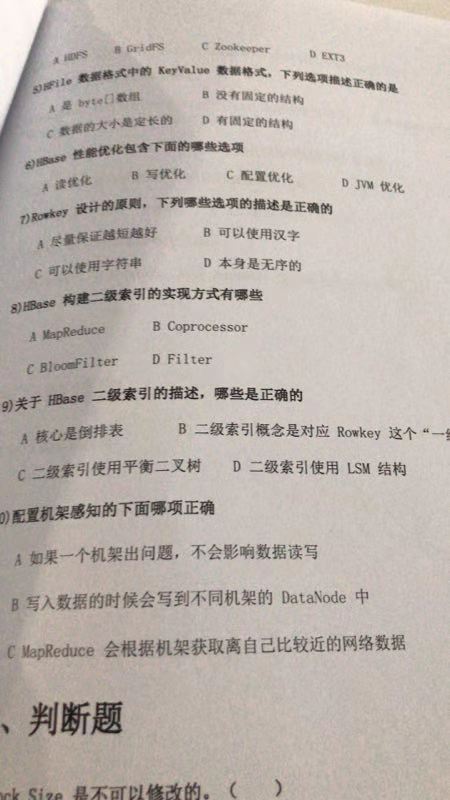 A HDFS B GridFS C Zookeeper D EXT3
5)HFile 数据格式中的 KeyValue 数据格式，下列选项描述正确的是
A 是 byte[]数组 B 没有固定的结构
C 数据的大小是定长的 D 有固定的结构
6)HBase 性能优化包含下面的哪些选项
A 读优化 B 写优化 C 配置优化 D JVM 优化
7)Rowkey 设计的原则，下列哪些选项的描述是正确的
A 尽量保证越短越好 B 可以使用汉字
C 可以使用字符串 D 本身是无序的
8)HBase 构建二级索引的实现方式有哪些
A MapReduce B Coprocessor
C BloomFilter D Filter
9)关于 HBase 二级索引的描述，哪些是正确的
A 核心是倒排表 B 二级索引概念是对应 Rowkey 这个“一
C 二级索引使用平衡二叉树 D 二级索引使用 LSM 结构
0)配置机架感知的下面哪项正确
A 如果一个机架出问题，不会影响数据读写
B 写入数据的时候会写到不同机架的 DataNode 中
C MapReduce 会根据机架获取离自己比较近的网络数据
、判断题
ock Size 是不可以修改的。（ ）